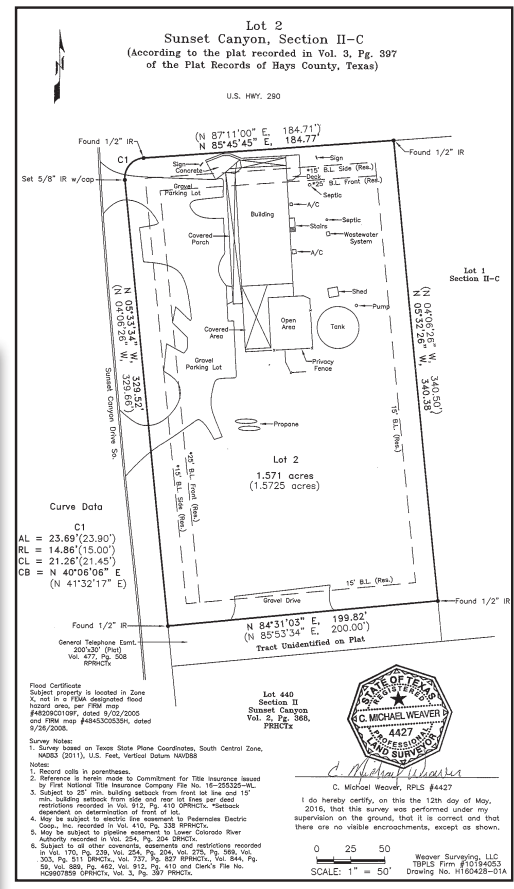 Lot 2
Sunset Canyon, Section II-C
(According to the plat recorded in Vol. 3, Pg. 397
of the Plat Records of Hays County, Texas)
U.S. HWY. 290
(N 87°11'00" E, 184.71')
N 85°45'45" E, 184.77'
Found 1/2" IR
Found 1/2" IR
C1
Set 5/8" IR w/cap
Sign
Concrete
Sign
*15' B.L. Side (Res.)
Deck
*25' B.L. Front (Res.)
Gravel
Parking Lot
Septic
A/C
Building
Septic
Stairs
Wastewater
System
Covered
Porch
A/C
Lot 1
Section II-C
Shed
Pump
Open
Area
Tank
Covered
Area
Privacy
Fence
Gravel
Parking Lot
N 05°33'34" W, 329.52'
(N 04°06'26" W, 329.66')
Sunset Canyon Drive So.
(N 04°06'26" W, 340.50')
N 05°32'26" W, 340.38'
15' B.L. (Res.)
Propane
Lot 2
1.571 acres
(1.5725 acres)
*25' B.L. Front (Res.)
*15' B.L. Side (Res.)
Curve Data
C1
AL = 23.69'(23.90')
RL = 14.86'(15.00')
CL = 21.26'(21.45')
CB = N 40°06'06" E
(N 41°32'17" E)
15' B.L. (Res.)
Gravel Drive
Found 1/2" IR
Found 1/2" IR
N 84°31'03" E, 199.82'
(N 85°53'34" E, 200.00')
Tract Unidentified on Plat
General Telephone Esmt.
200'x30' (Plat)
Vol. 477, Pg. 508
RPRHCTx
Flood Certificate
Subject property is located in Zone
X, not in a FEMA designated flood
hazard area, per FIRM map
#48209C0109F, dated 9/02/2005
and FIRM map #48453C0535H, dated
9/26/2008.
Lot 440
Section II
Sunset Canyon
Vol. 2, Pg. 368,
PRHCTx
Survey Notes:
1. Survey based on Texas State Plane Coordinates, South Central Zone,
NAD83 (2011), U.S. Feet, Vertical Datum NAVD88
Notes:
1. Record calls in parentheses.
2. Reference is herein made to Commitment for Title Insurance issued
by First National Title Insurance Company File No. 16-255325-WL.
3. Subject to 25' min. building setback from front lot line and 15'
min. building setback from side and rear lot lines per deed
restrictions recorded in Vol. 912, Pg. 410 OPRHCTx. *Setback
dependent on determination of front of lot.
4. May be subject to electric line easement to Pedernales Electric
Coop., Inc. recorded in Vol. 410, Pg. 338 RPRHCTx.
5. May be subject to pipeline easement to Lower Colorado River
Authority recorded in Vol. 254, Pg. 204 DRHCTx.
6. Subject to all other covenants, easements and restrictions recorded
in Vol. 170, Pg. 239, Vol. 254, Pg. 204, Vol. 275, Pg. 569, Vol.
303, Pg. 511 DRHCTx., Vol. 737, Pg. 827 RPRHCTx., Vol. 844, Pg.
59, Vol. 889, Pg. 462, Vol. 912, Pg. 410 and Clerk's File No.
HC9907859 OPRHCTx, Vol. 3, Pg. 397 PRHCTx.
STATE OF TEXAS
REGISTERED
C. MICHAEL WEAVER
4427
PROFESSIONAL
LAND SURVEYOR
C. Michael Weaver
C. Michael Weaver, RPLS #4427
I do hereby certify, on this the 12th day of May,
2016, that this survey was performed under my
supervision on the ground, that it is correct and that
there are no visible encroachments, except as shown.
0 25 50
SCALE: 1" = 50'
Weaver Surveying, LLC
TBPLS Firm #10194053
Drawing No. H160428-01A